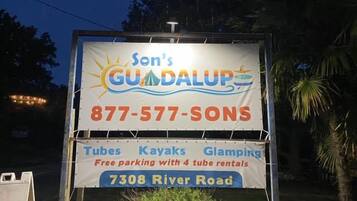 Son's
GUADALUPE
877-577-SONS
Tubes Kayaks Glamping
Free parking with 4 tube rentals
7308 River Road